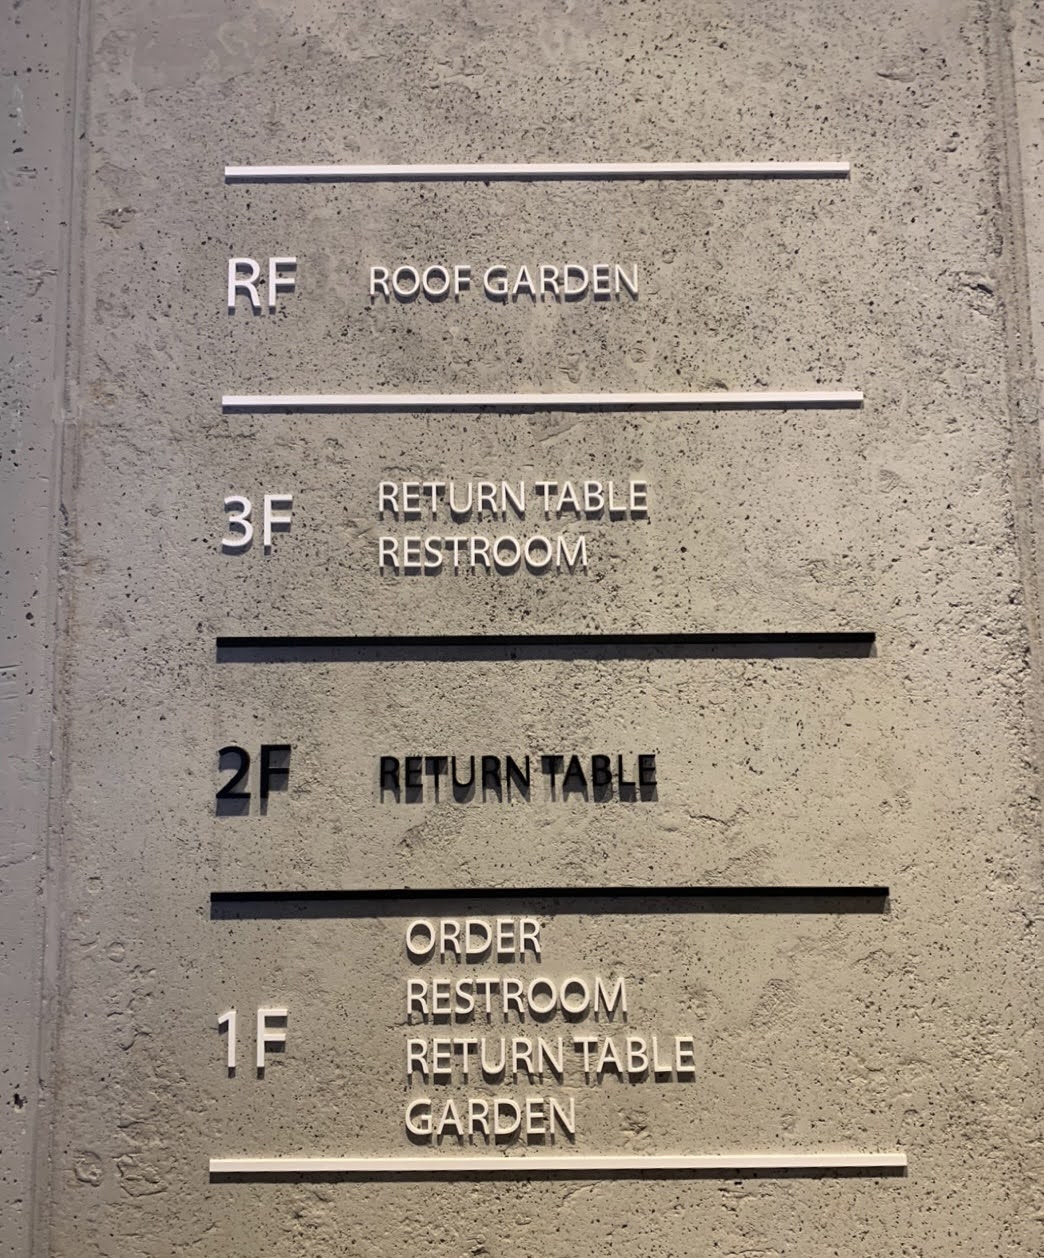 RF ROOF GARDEN
3F RETURN TABLE
RESTROOM
2F RETURN TABLE
ORDER
RESTROOM
1F RETURN TABLE
GARDEN